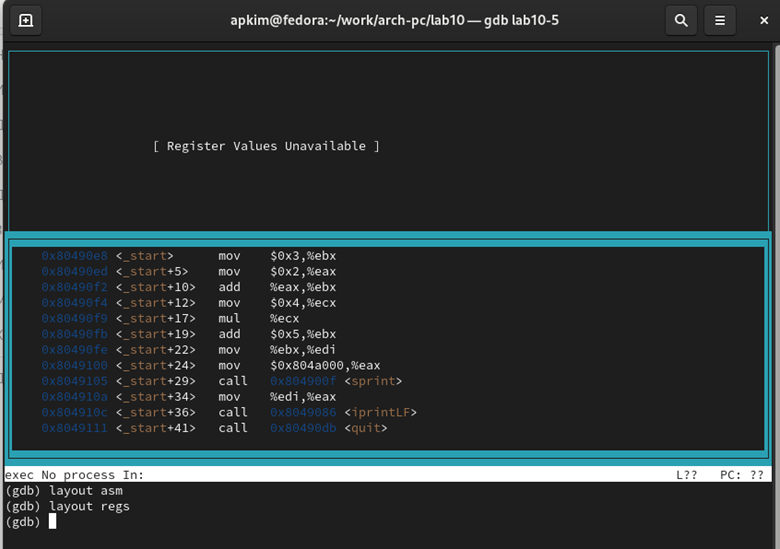 apkim@fedora:~/work/arch-pc/lab10 — gdb lab10-5
[ Register Values Unavailable ]
0x80490e8 <_start> mov $0x3,%ebx
0x80490ed <_start+5> mov $0x2,%eax
0x80490f2 <_start+10> add %eax,%ebx
0x80490f4 <_start+12> mov $0x4,%ecx
0x80490f9 <_start+17> mul %ecx
0x80490fb <_start+19> add $0x5,%ebx
0x80490fe <_start+22> mov %ebx,%edi
0x8049100 <_start+24> mov $0x804a000,%eax
0x8049105 <_start+29> call 0x804900f <sprint>
0x804910a <_start+34> mov %edi,%eax
0x804910c <_start+36> call 0x8049086 <iprintLF>
0x8049111 <_start+41> call 0x80490db <quit>
exec No process In: L?? PC: ??
(gdb) layout asm
(gdb) layout regs
(gdb)